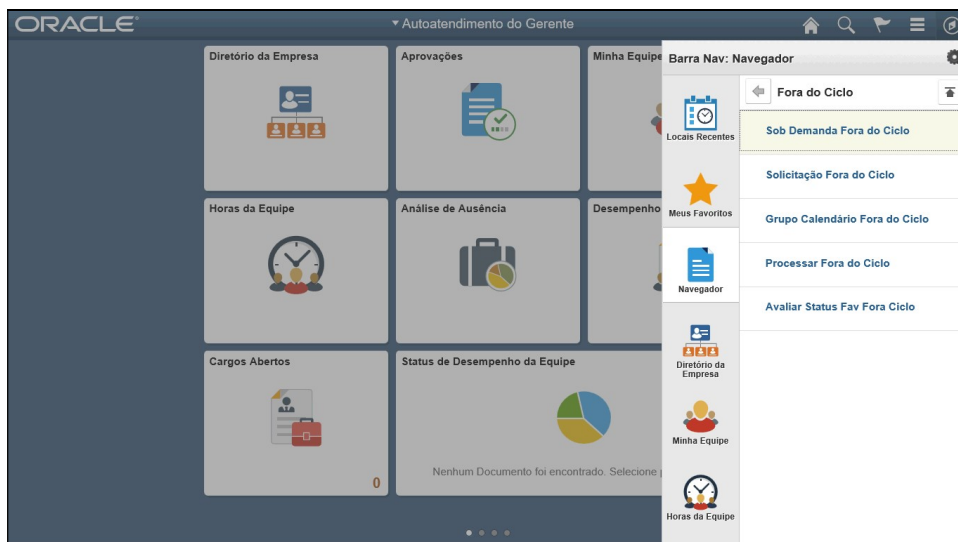 ORACLE
Autoatendimento do Gerente
Diretório da Empresa
Aprovações
Minha Equipe
Horas da Equipe
Análise de Ausência
Desempenho
Cargos Abertos
0
Status de Desempenho da Equipe
Nenhum Documento foi encontrado. Selecione
Barra Nav: Navegador
Locais Recentes
Meus Favoritos
Navegador
Diretório da
Empresa
Minha Equipe
Horas da Equipe
Fora do Ciclo
Sob Demanda Fora do Ciclo
Solicitação Fora do Ciclo
Grupo Calendário Fora do Ciclo
Processar Fora do Ciclo
Avaliar Status Fav Fora Ciclo